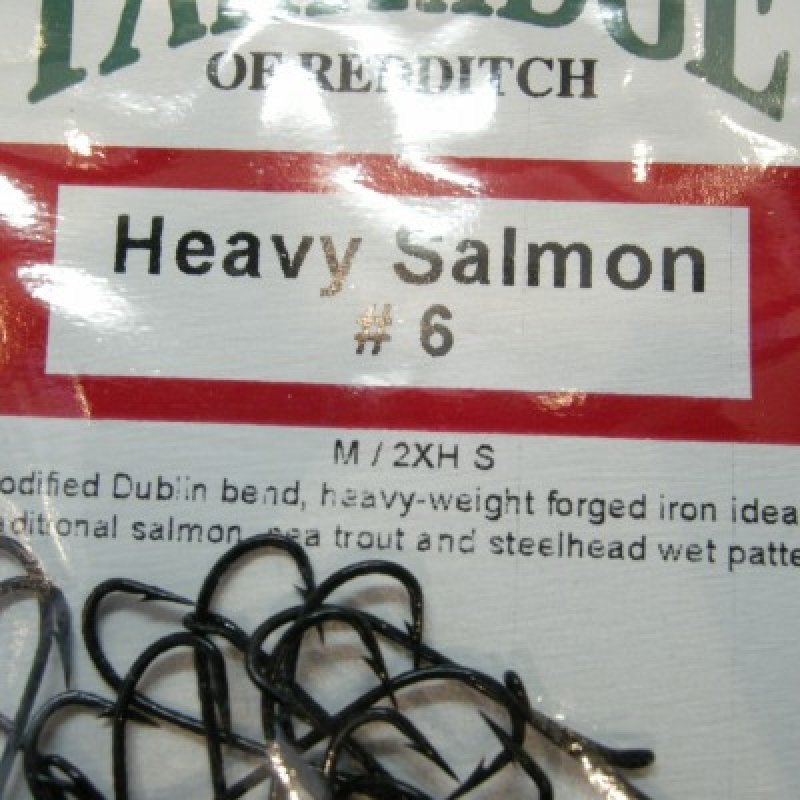 PARTRIDGE
OF REDDITCH
Heavy Salmon
# 6
M / 2XH S
odified Dublin bend, heavy-weight forged iron idea
aditional salmon, sea trout and steelhead wet patte